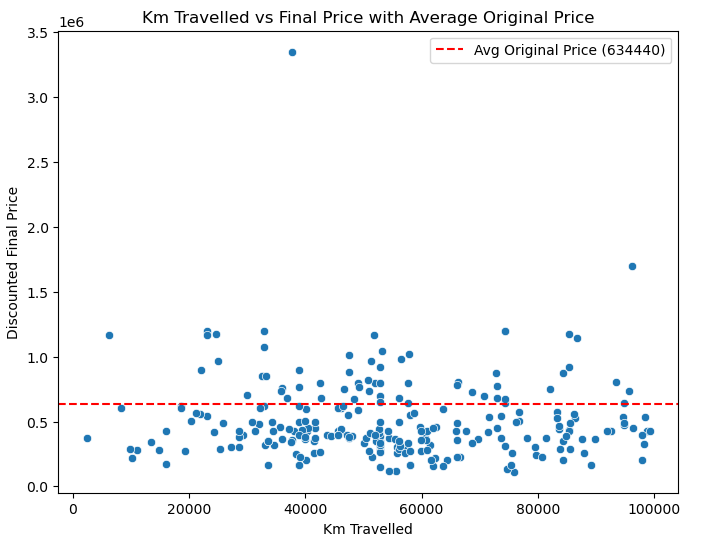 Km Travelled vs Final Price with Average Original Price
1e6
Avg Original Price (634440)
3.5
3.0
2.5
2.0
1.5
1.0
0.5
0.0
Discounted Final Price
0 20000 40000 60000 80000 100000
Km Travelled